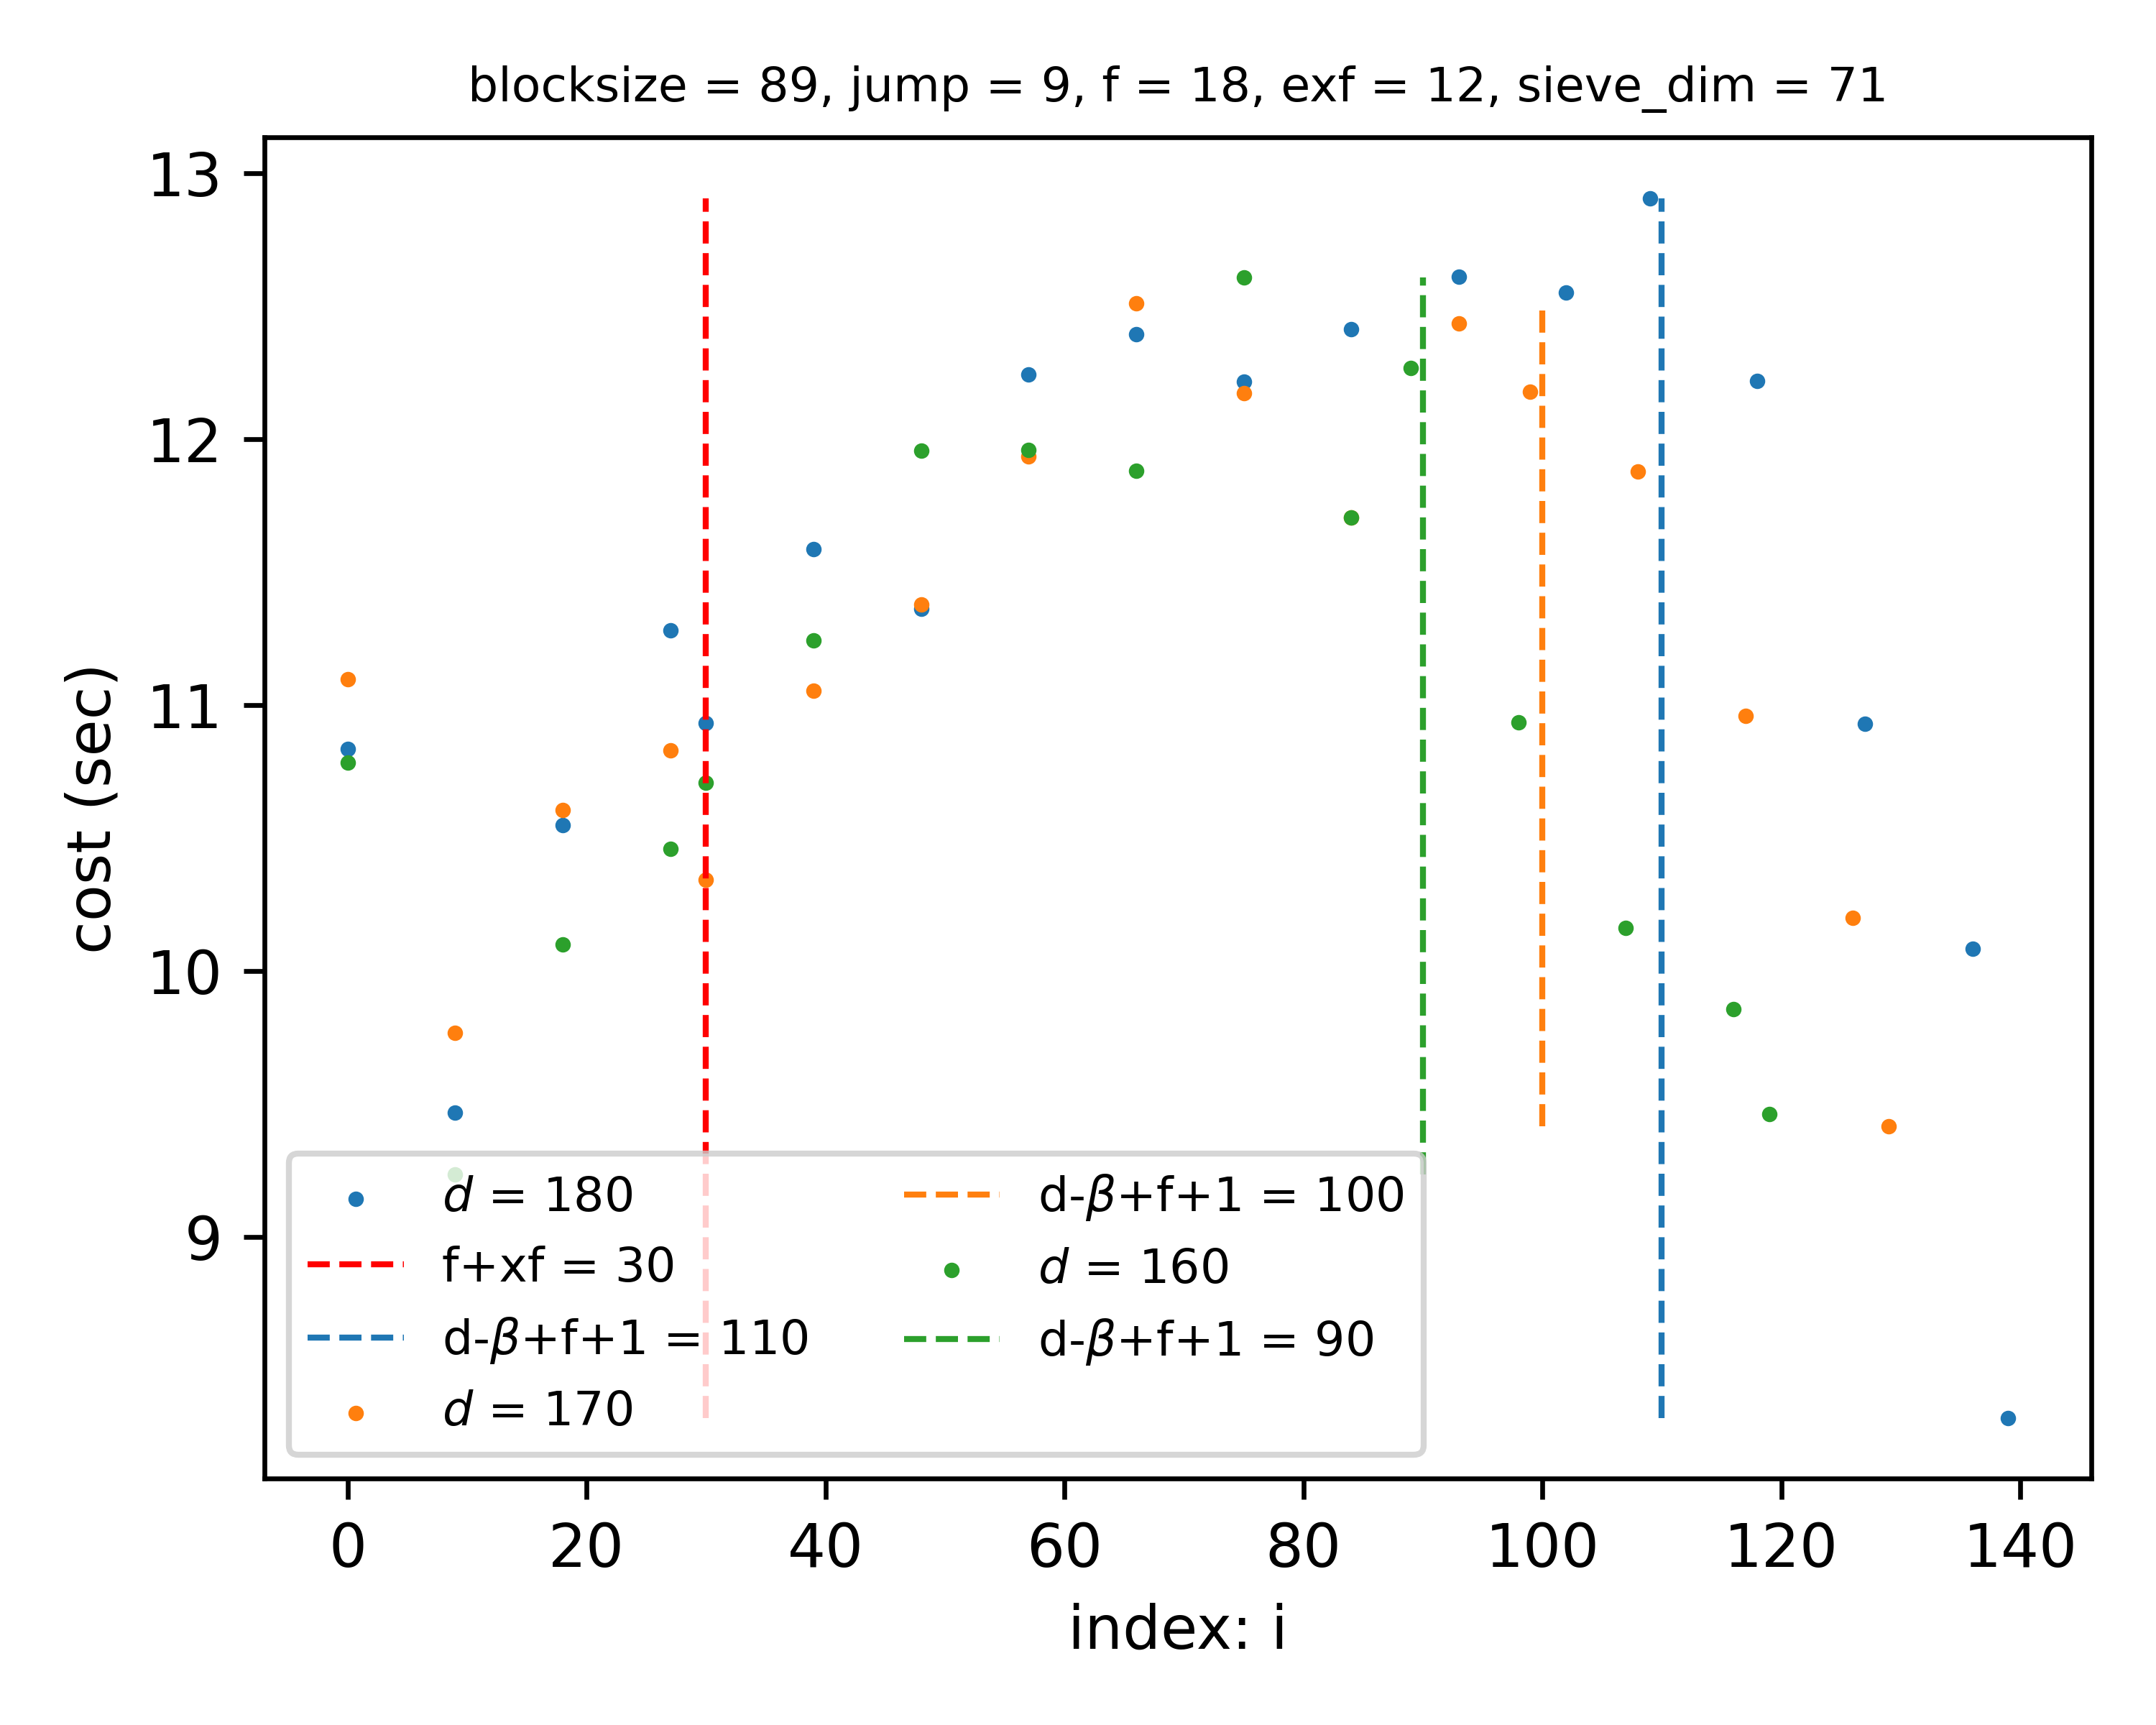 blocksize = 89, jump = 9, f = 18, exf = 12, sieve_dim = 71
13
12
11
10
9
cost (sec)
d = 180
f+xf = 30
d-β+f+1 = 110
d = 170
d-β+f+1 = 100
d = 160
d-β+f+1 = 90
0 20 40 60 80 100 120 140
index: i